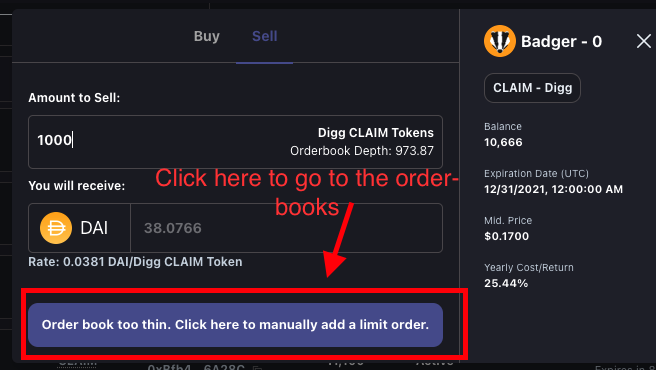 Buy
Sell
Badger - 0
CLAIM - Digg
Amount to Sell:
1000
Digg CLAIM Tokens
Orderbook Depth: 973.87
You will receive:
Click here to go to the order-
books
DAI
38.0766
Rate: 0.0381 DAI/Digg CLAIM Token
Order book too thin. Click here to manually add a limit order.
Balance
10,666
Expiration Date (UTC)
12/31/2021, 12:00:00 AM
Mid. Price
$0.1700
Yearly Cost/Return
25.44%